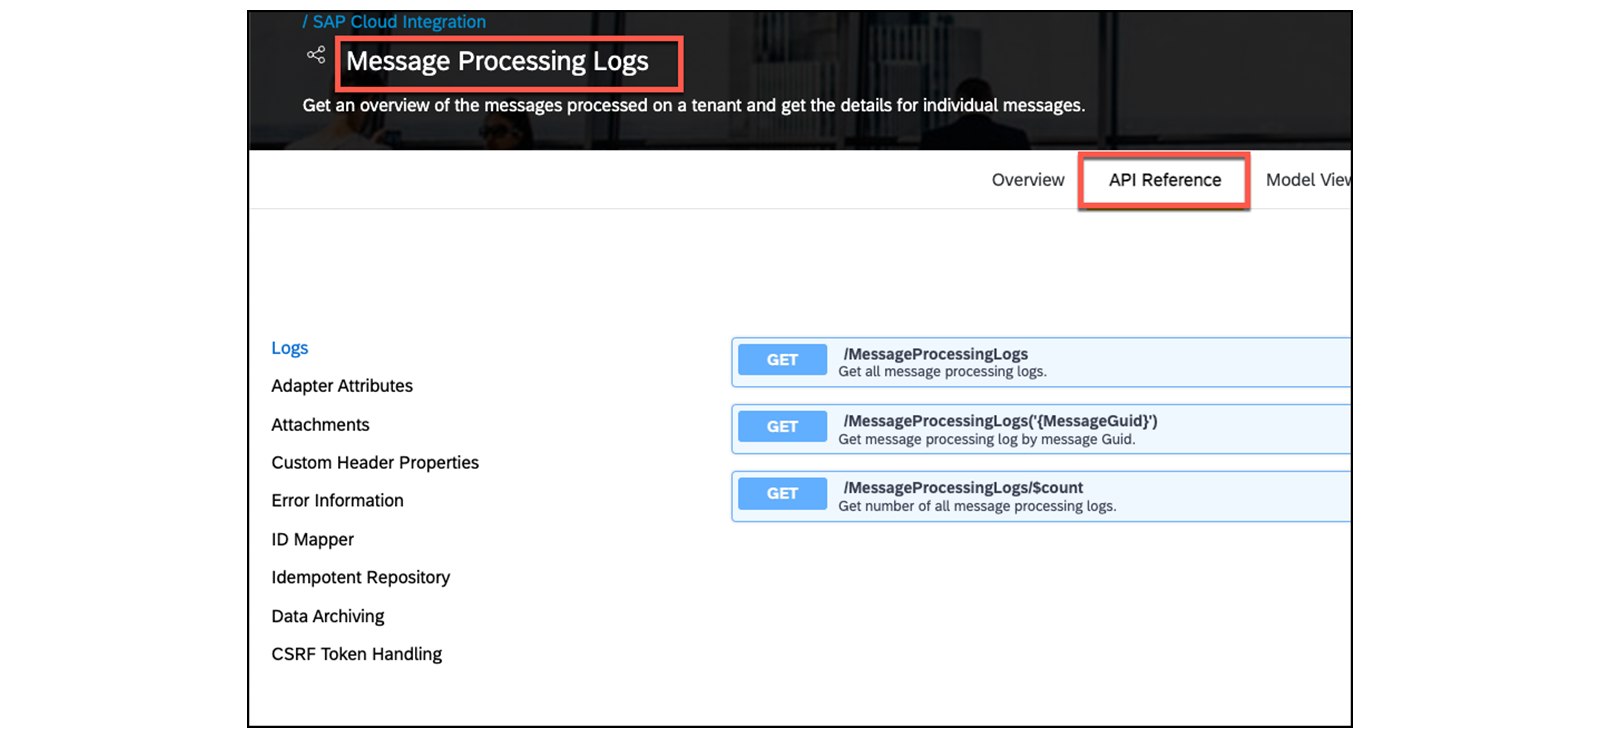 / SAP Cloud Integration
Message Processing Logs
Get an overview of the messages processed on a tenant and get the details for individual messages.
Overview
API Reference
Model View
Logs
Adapter Attributes
Attachments
Custom Header Properties
Error Information
ID Mapper
Idempotent Repository
Data Archiving
CSRF Token Handling
GET /MessageProcessingLogs
Get all message processing logs.
GET /MessageProcessingLogs('{MessageGuid}')
Get message processing log by message Guid.
GET /MessageProcessingLogs/$count
Get number of all message processing logs.